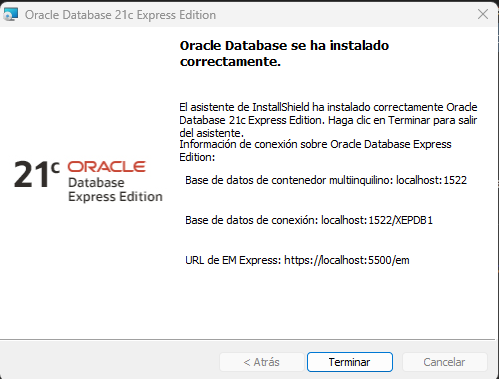 Oracle Database 21c Express Edition
Oracle Database se ha instalado
correctamente.
El asistente de InstallShield ha instalado correctamente Oracle
Database 21c Express Edition. Haga clic en Terminar para salir
del asistente.
Información de conexión sobre Oracle Database Express
Edition:
Base de datos de contenedor multiinquilino: localhost:1522
Base de datos de conexión: localhost:1522/XEPDB1
URL de EM Express: https://localhost:5500/em
21c ORACLE
Database
Express Edition
< Atrás
Terminar
Cancelar